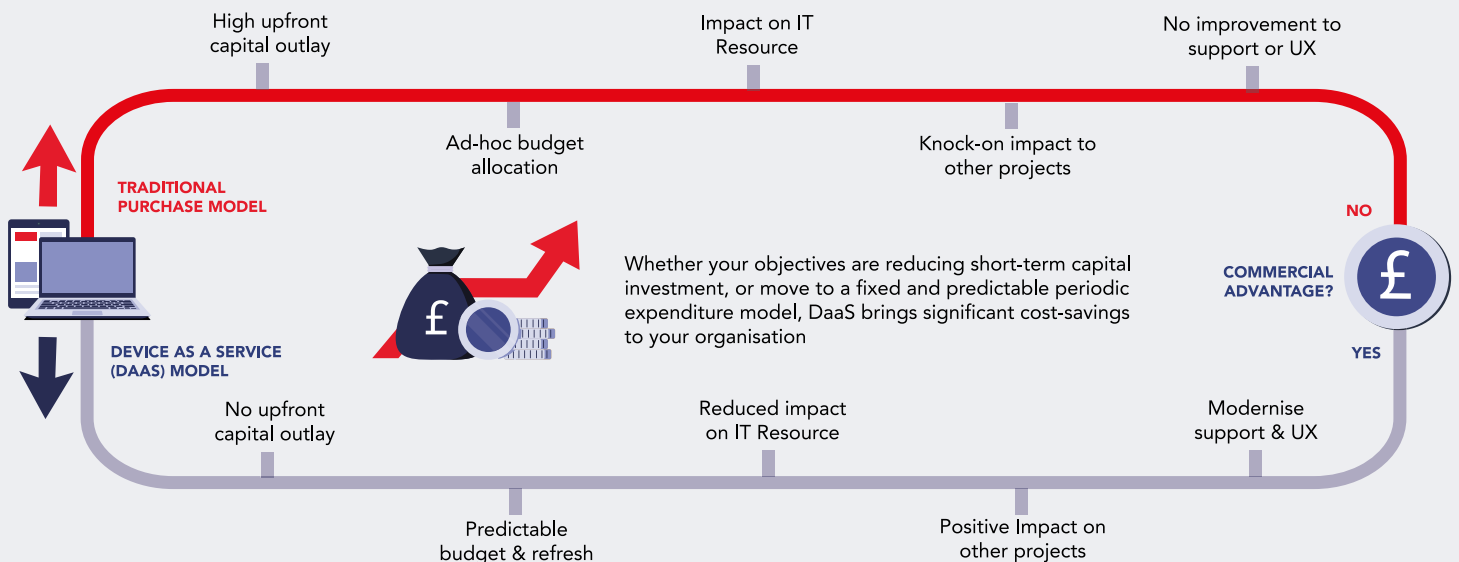 High upfront
capital outlay
Impact on IT
Resource
No improvement to
support or UX
Ad-hoc budget
allocation
Knock-on impact to
other projects
TRADITIONAL
PURCHASE MODEL
NO
£
Whether your objectives are reducing short-term capital
investment, or move to a fixed and predictable periodic
expenditure model, DaaS brings significant cost-savings
to your organisation
COMMERCIAL
ADVANTAGE?
£
DEVICE AS A SERVICE
(DAAS) MODEL
YES
No upfront
capital outlay
Reduced impact
on IT Resource
Modernise
support & UX
Predictable
budget & refresh
Positive Impact on
other projects